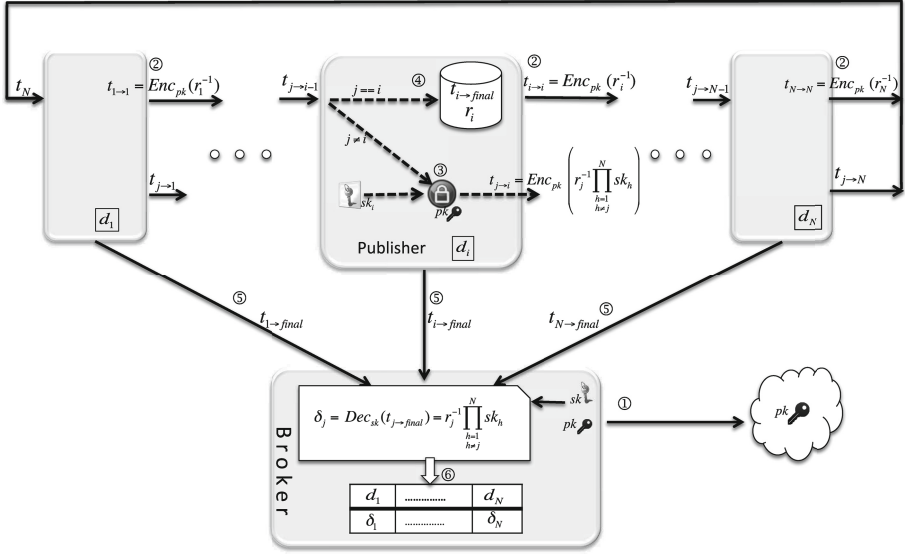 ②
②
②
t_N
t_{1→1} = Enc_{pk}(r_1^{-1})
t_{j→i-1}
j == i
④
t_{i→final}
r_i
t_{i→i} = Enc_{pk}(r_i^{-1})
t_{j→N-1}
t_{N→N} = Enc_{pk}(r_N^{-1})
j ≠ i
③
t_{j→1}
sk_i
pk
t_{j→i} = Enc_{pk}(r_j^{-1} ∏_{h=1, h≠j}^{N} sk_h)
t_{j→N}
d_1
Publisher
d_i
d_N
⑤
⑤
⑤
t_{1→final}
t_{i→final}
t_{N→final}
Broker
δ_j = Dec_{sk}(t_{j→final}) = r_j^{-1} ∏_{h=1, h≠j}^{N} sk_h
sk
pk
①
pk
⑥
d_1 ............... d_N
δ_1 ............... δ_N